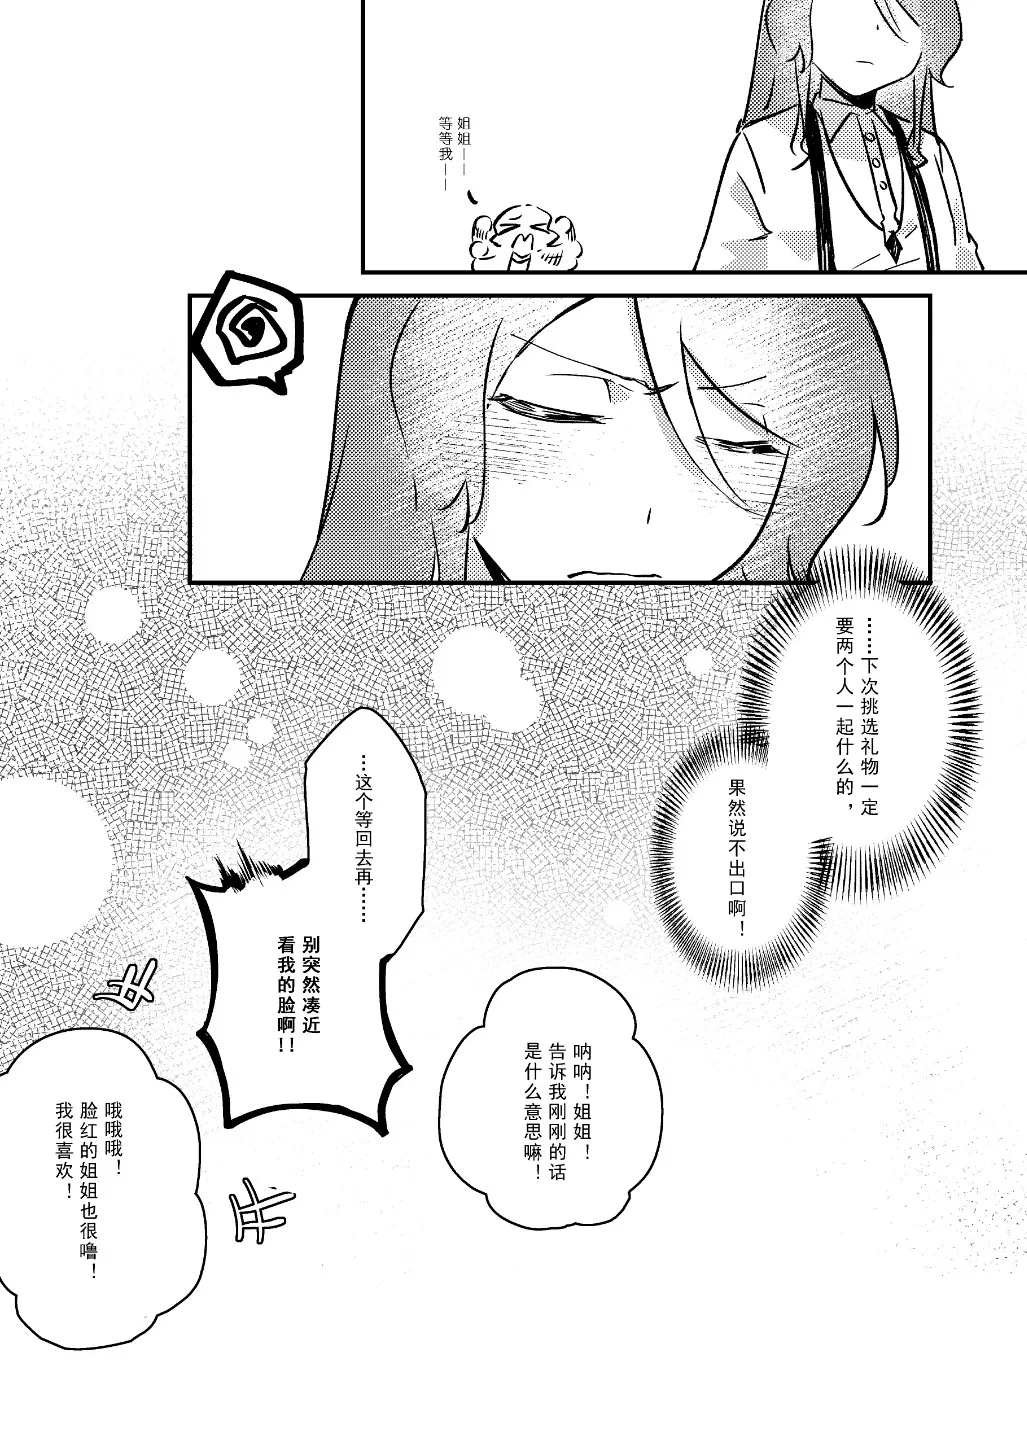 姐姐——
等等我——
……下次挑选礼物一定
要两个人一起什么的，
果然说不出口啊！
…这个等回去再……
别突然凑近
看我的脸啊！！
呐呐！姐姐！
告诉我刚刚的话
是什么意思嘛！
哦哦哦！
脸红的姐姐也很噜！
我很喜欢！